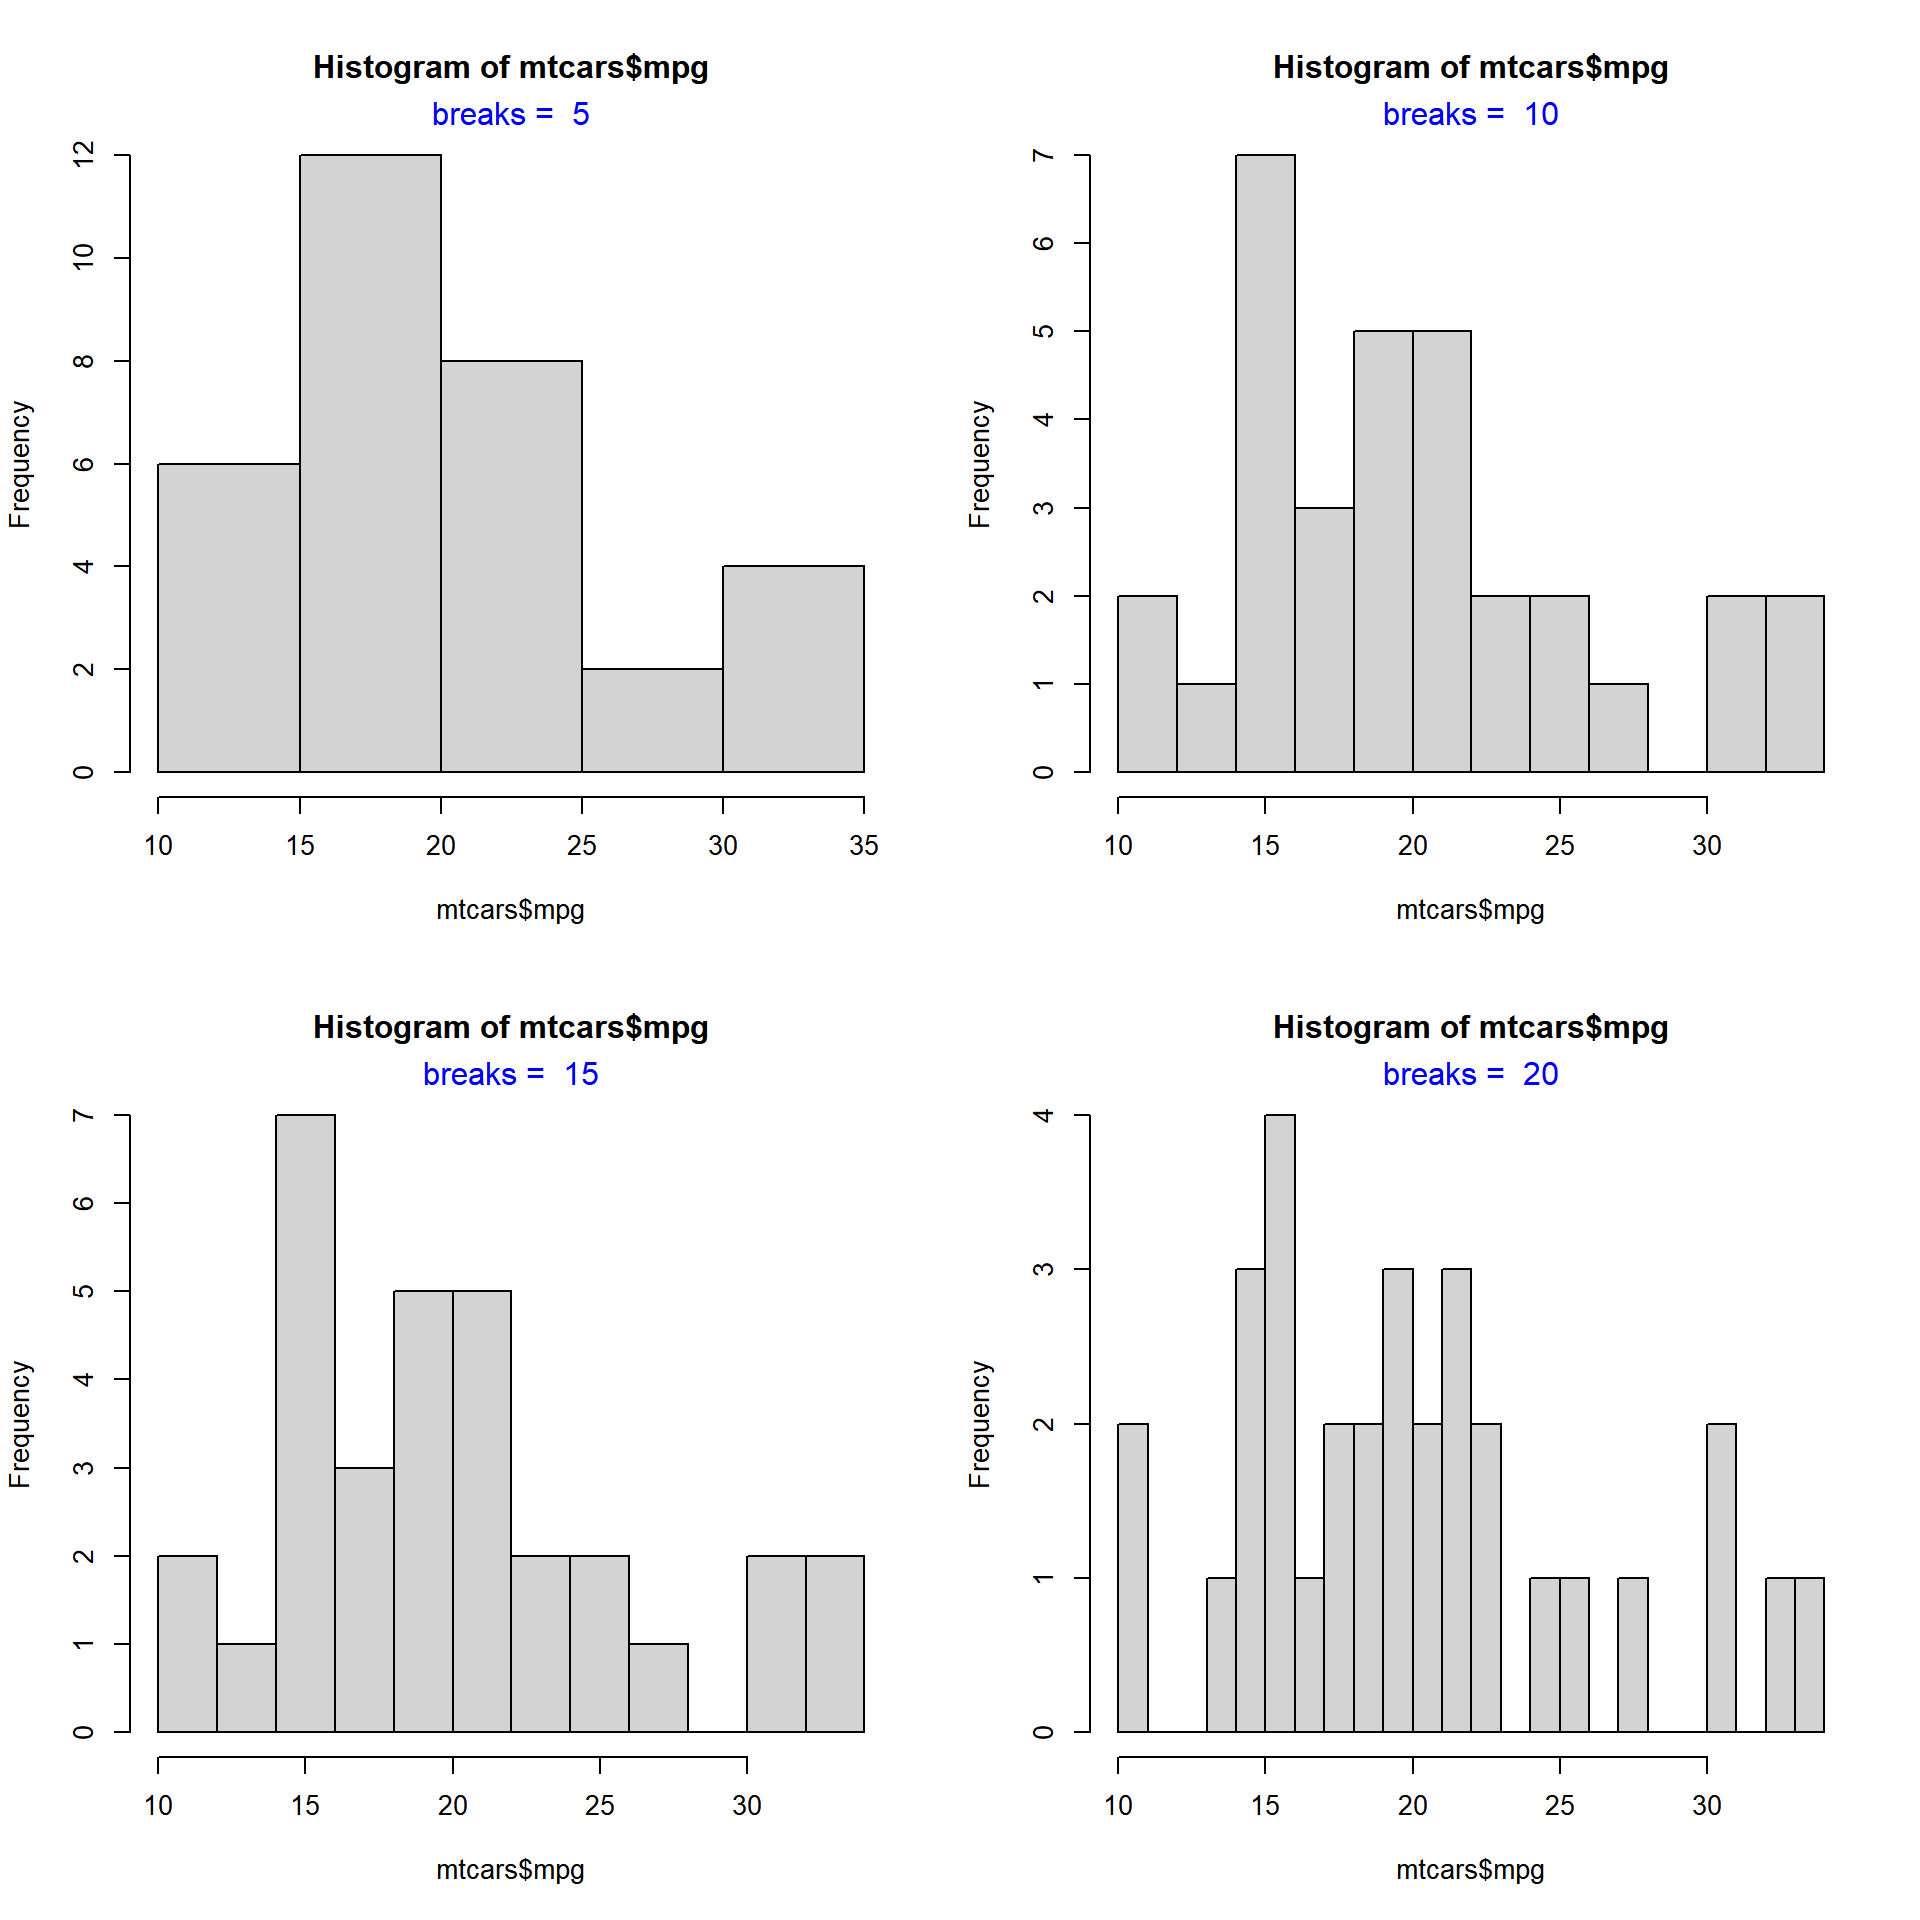 Histogram of mtcars$mpg
breaks =  5
Frequency
0 2 4 6 8 10 12
10 15 20 25 30 35
mtcars$mpg
Histogram of mtcars$mpg
breaks =  10
Frequency
0 1 2 3 4 5 6 7
10 15 20 25 30
mtcars$mpg
Histogram of mtcars$mpg
breaks =  15
Frequency
0 1 2 3 4 5 6 7
10 15 20 25 30
mtcars$mpg
Histogram of mtcars$mpg
breaks =  20
Frequency
0 1 2 3 4
10 15 20 25 30
mtcars$mpg